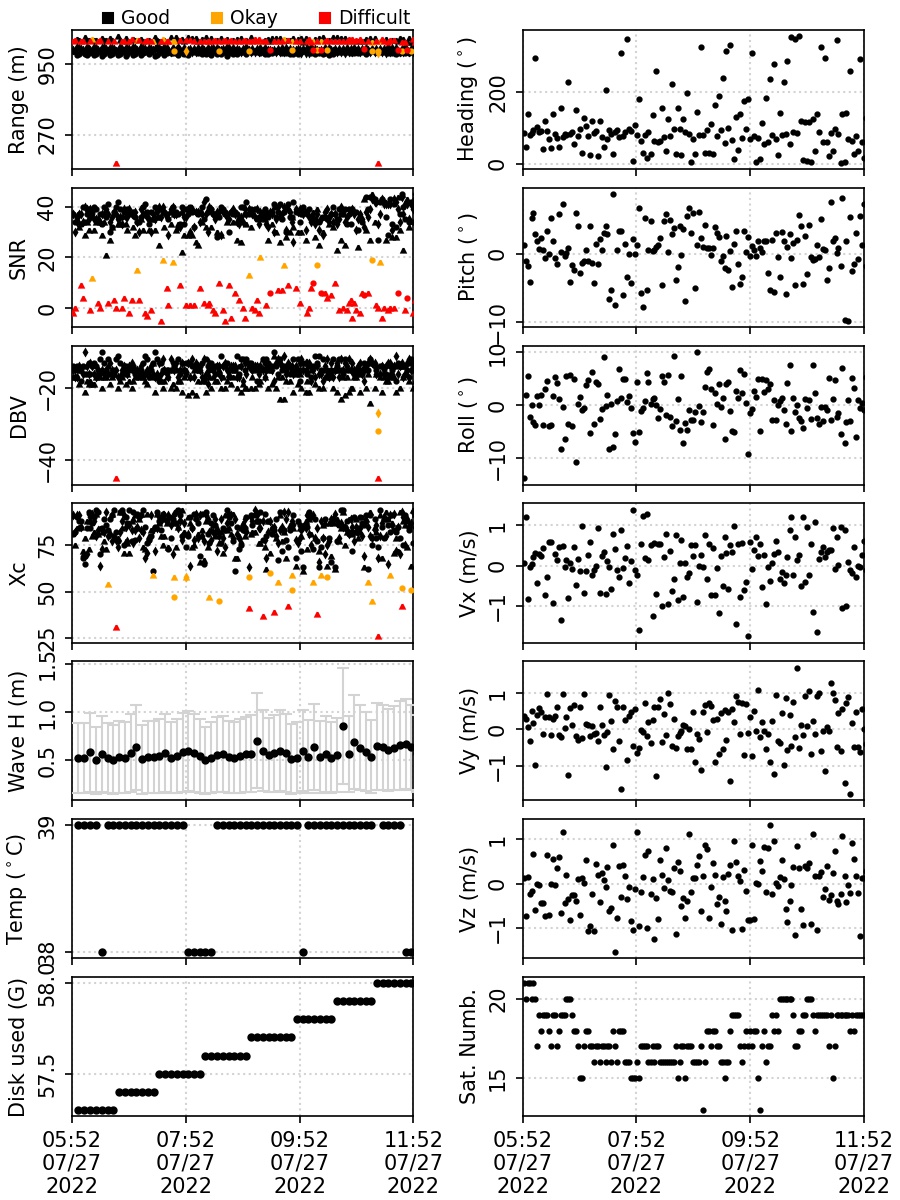 Good Okay Difficult
Range (m)
950
270
Heading (°)
200
0
SNR
40
20
0
Pitch (°)
0
−10
DBV
−20
−40
Roll (°)
10
0
−10
Xc
75
50
25
Vx (m/s)
1
0
−1
Wave H (m)
1.5
1.0
0.5
Vy (m/s)
1
0
−1
Temp (°C)
39
38
Vz (m/s)
1
0
−1
Disk used (G)
58.0
57.5
Sat. Numb.
20
15
05:52 07:52 09:52 11:52
07/27 07/27 07/27 07/27
2022 2022 2022 2022
05:52 07:52 09:52 11:52
07/27 07/27 07/27 07/27
2022 2022 2022 2022